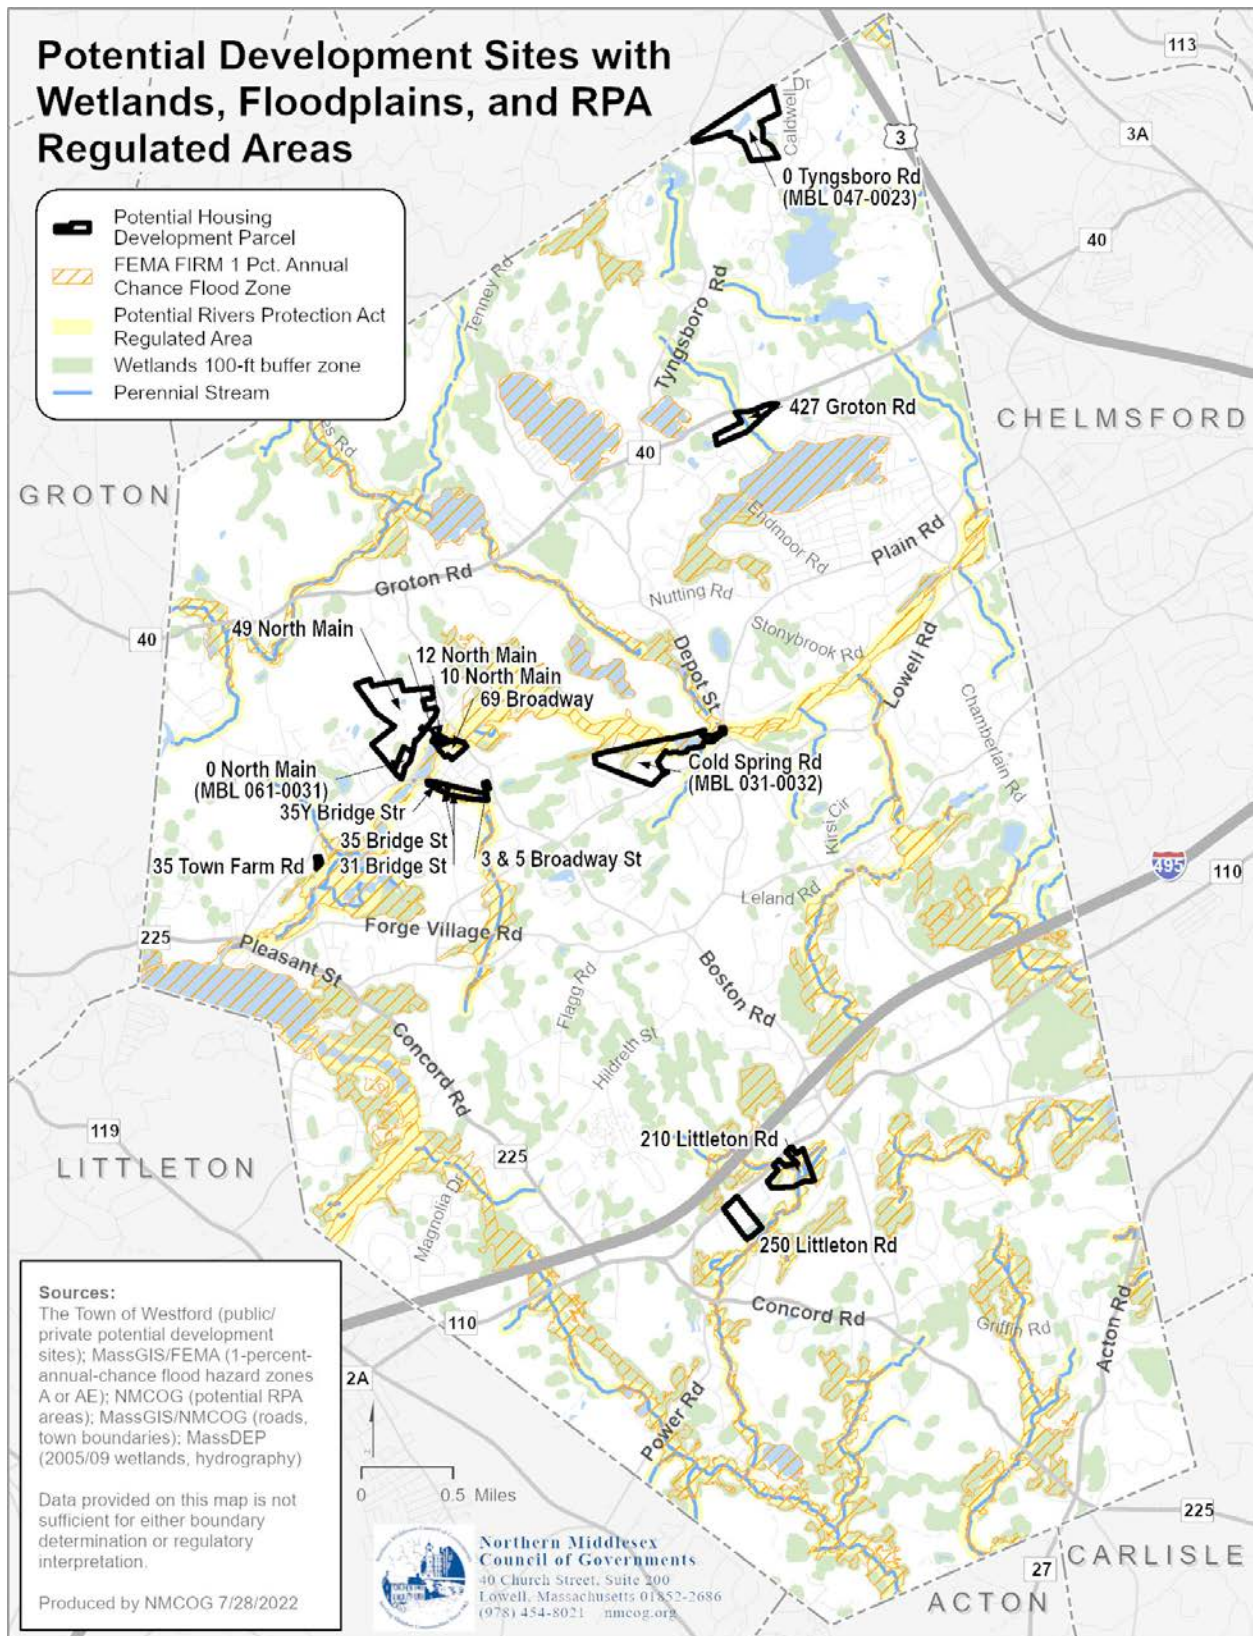 Potential Development Sites with
Wetlands, Floodplains, and RPA
Regulated Areas
Potential Housing
Development Parcel
FEMA FIRM 1 Pct. Annual
Chance Flood Zone
Potential Rivers Protection Act
Regulated Area
Wetlands 100-ft buffer zone
Perennial Stream
113
3A
3
Caldwell Dr
0 Tyngsboro Rd
(MBL 047-0023)
40
Tenney Rd
Tyngsboro Rd
427 Groton Rd
CHELMSFORD
40
GROTON
Endmoor Rd
Plain Rd
Groton Rd
Nutting Rd
40
49 North Main
Stonybrook Rd
Depot St
Lowell Rd
12 North Main
10 North Main
69 Broadway
Chamberlain Rd
0 North Main
(MBL 061-0031)
Cold Spring Rd
(MBL 031-0032)
35Y Bridge Str
35 Bridge St
31 Bridge St
3 & 5 Broadway St
Kirsi Cir
35 Town Farm Rd
495
110
Leland Rd
225
Forge Village Rd
Pleasant St
Boston Rd
Flagg Rd
Concord Rd
Hildreth St
119
LITTLETON
210 Littleton Rd
225
Magnolia Dr
250 Littleton Rd
Concord Rd
Griffin Rd
Acton Rd
110
2A
Power Rd
225
27
CARLISLE
ACTON
Sources:
The Town of Westford (public/
private potential development
sites); MassGIS/FEMA (1-percent-
annual-chance flood hazard zones
A or AE); NMCOG (potential RPA
areas); MassGIS/NMCOG (roads,
town boundaries); MassDEP
(2005/09 wetlands, hydrography)
Data provided on this map is not
sufficient for either boundary
determination or regulatory
interpretation.
Produced by NMCOG 7/28/2022
0 0.5 Miles
Northern Middlesex
Council of Governments
40 Church Street, Suite 200
Lowell, Massachusetts 01852-2686
(978) 454-8021 nmcog.org